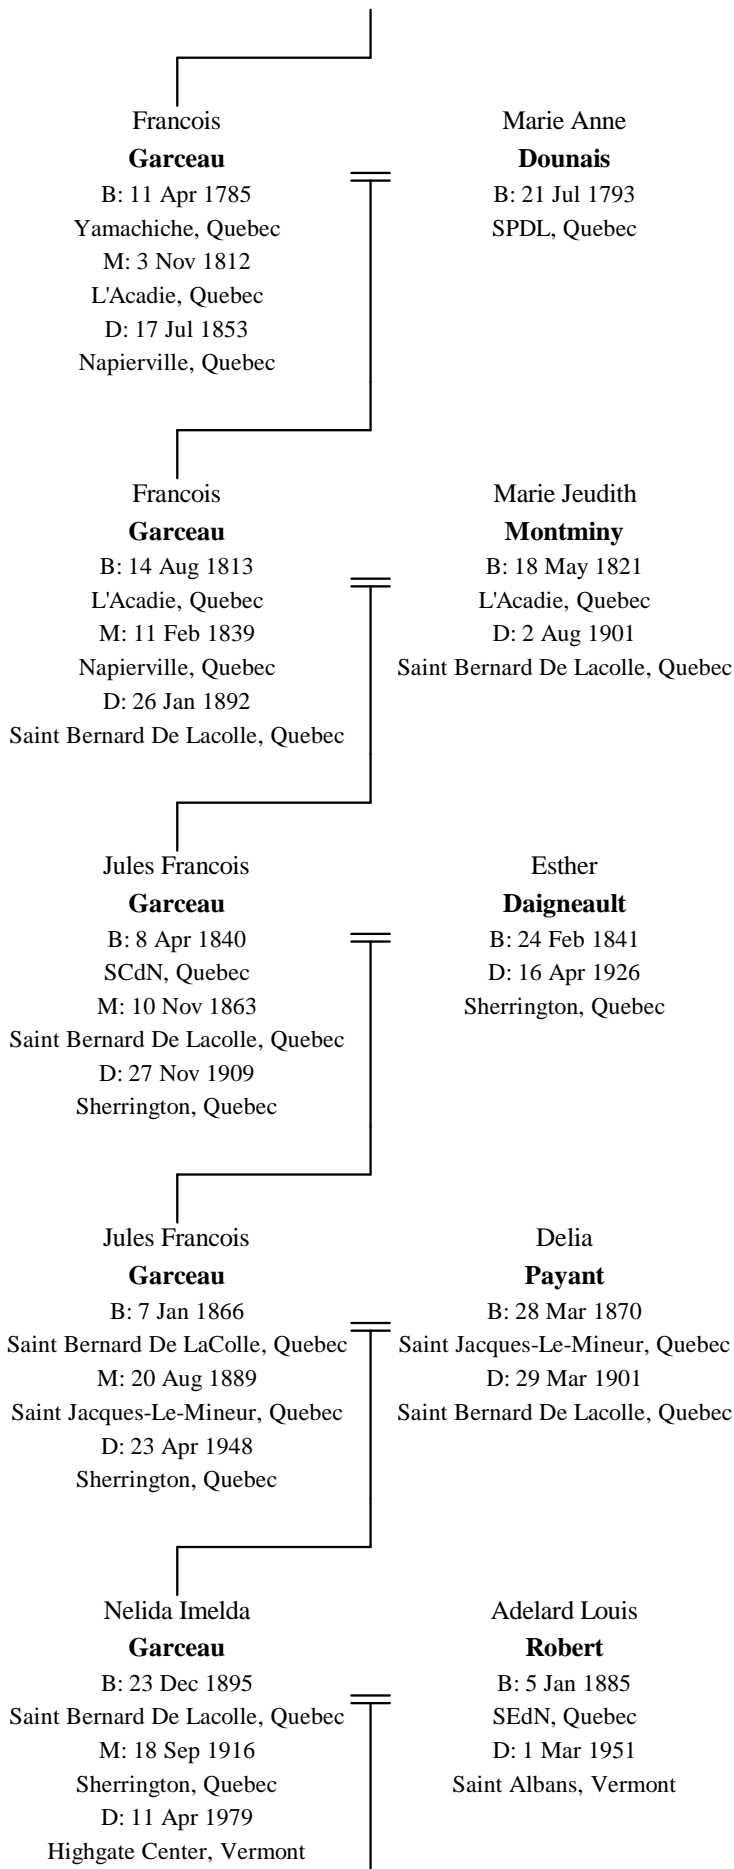 Francois
Garceau
B: 11 Apr 1785
Yamachiche, Quebec
M: 3 Nov 1812
L'Acadie, Quebec
D: 17 Jul 1853
Napierville, Quebec
Marie Anne
Dounais
B: 21 Jul 1793
SPDL, Quebec
Francois
Garceau
B: 14 Aug 1813
L'Acadie, Quebec
M: 11 Feb 1839
Napierville, Quebec
D: 26 Jan 1892
Saint Bernard De Lacolle, Quebec
Marie Jeudith
Montminy
B: 18 May 1821
L'Acadie, Quebec
D: 2 Aug 1901
Saint Bernard De Lacolle, Quebec
Jules Francois
Garceau
B: 8 Apr 1840
SCdN, Quebec
M: 10 Nov 1863
Saint Bernard De Lacolle, Quebec
D: 27 Nov 1909
Sherrington, Quebec
Esther
Daigneault
B: 24 Feb 1841
D: 16 Apr 1926
Sherrington, Quebec
Jules Francois
Garceau
B: 7 Jan 1866
Saint Bernard De LaColle, Quebec
M: 20 Aug 1889
Saint Jacques-Le-Mineur, Quebec
D: 23 Apr 1948
Sherrington, Quebec
Delia
Payant
B: 28 Mar 1870
Saint Jacques-Le-Mineur, Quebec
D: 29 Mar 1901
Saint Bernard De Lacolle, Quebec
Nelida Imelda
Garceau
B: 23 Dec 1895
Saint Bernard De Lacolle, Quebec
M: 18 Sep 1916
Sherrington, Quebec
D: 11 Apr 1979
Highgate Center, Vermont
Adelard Louis
Robert
B: 5 Jan 1885
SEdN, Quebec
D: 1 Mar 1951
Saint Albans, Vermont